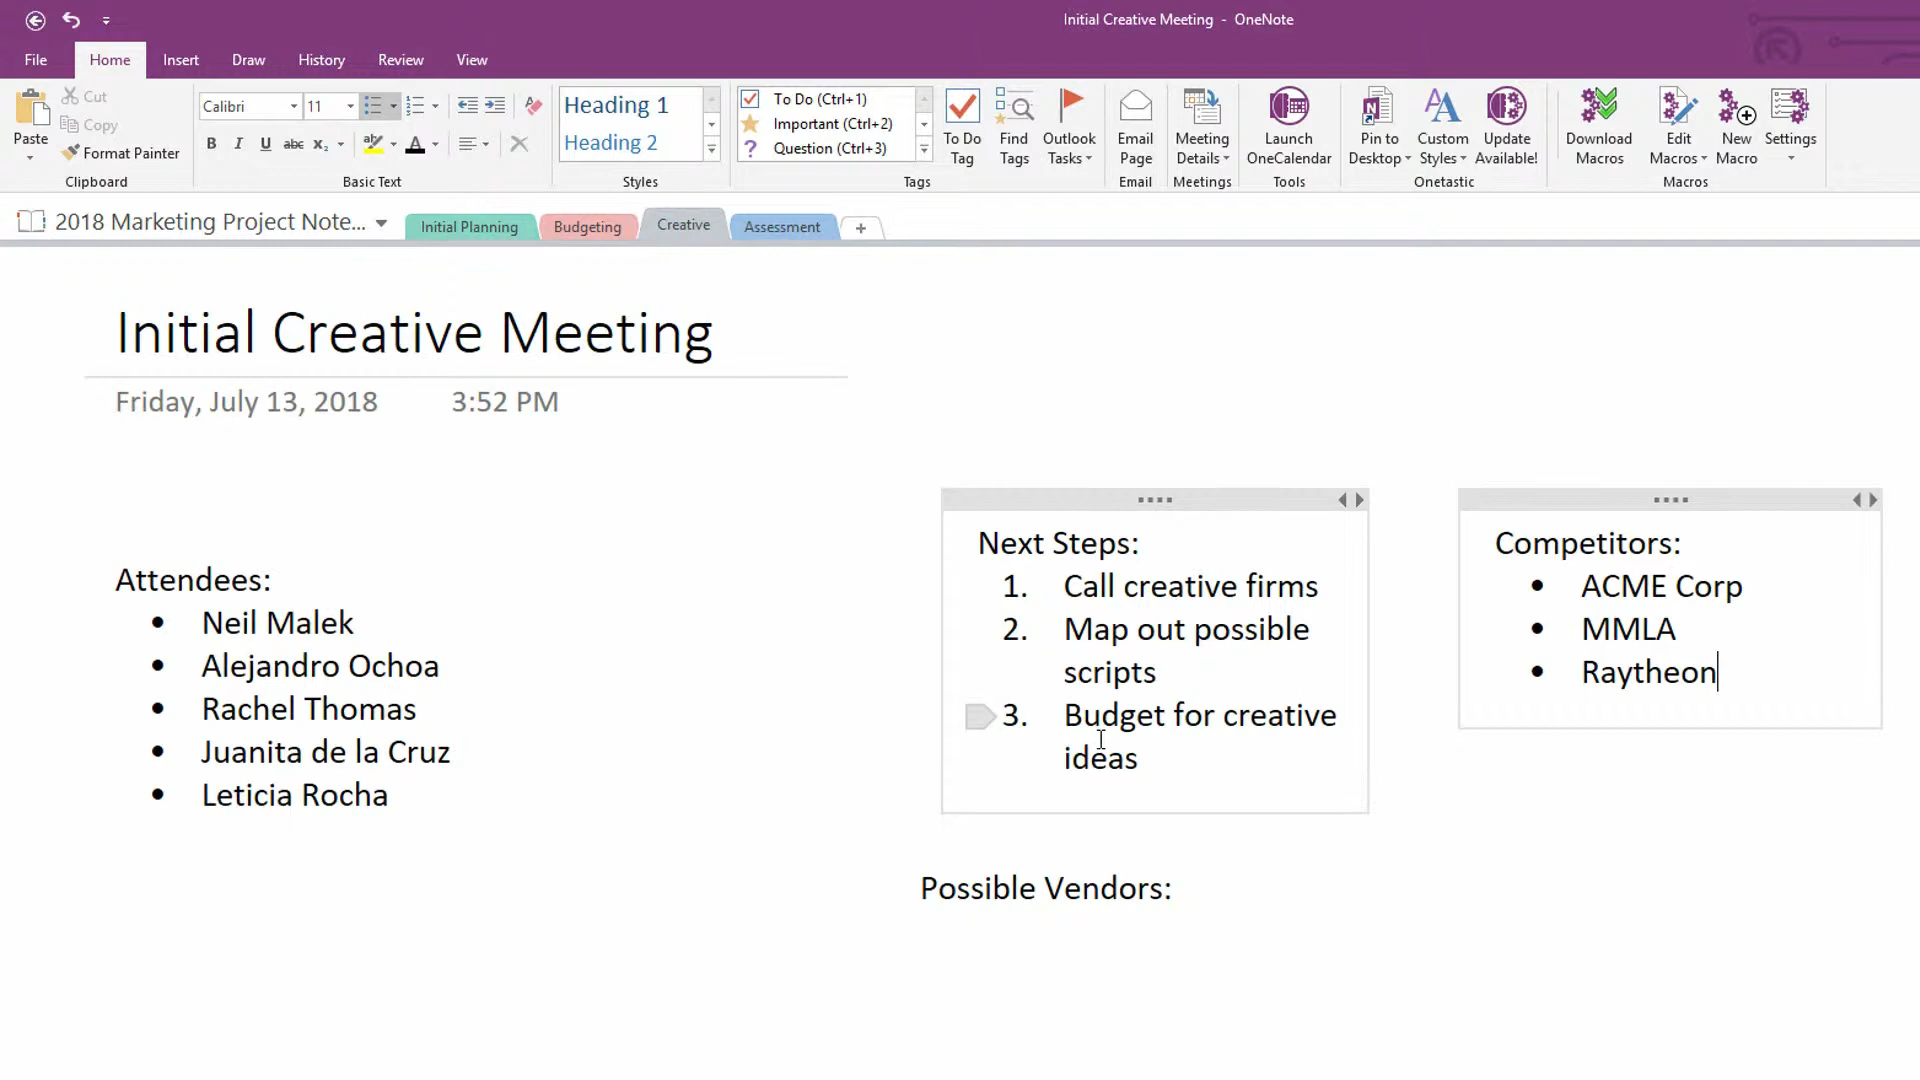 Initial Creative Meeting - OneNote
File Home Insert Draw History Review View
Paste
Cut
Copy
Format Painter
Clipboard
Calibri 11
B I U abc x₂ ab A
Basic Text
Heading 1
Heading 2
Styles
To Do (Ctrl+1)
Important (Ctrl+2)
? Question (Ctrl+3)
Tags
To Do
Tag
Find
Tags
Outlook
Tasks
Email
Page
Email
Meeting
Details
Meetings
Launch
OneCalendar
Tools
Pin to
Desktop
Custom
Styles
Update
Available!
Onetastic
Download
Macros
Edit
Macros
New
Macro
Settings
Macros
2018 Marketing Project Note... Initial Planning Budgeting Creative Assessment +
Initial Creative Meeting
Friday, July 13, 2018 3:52 PM
Attendees:
• Neil Malek
• Alejandro Ochoa
• Rachel Thomas
• Juanita de la Cruz
• Leticia Rocha
Next Steps:
1. Call creative firms
2. Map out possible
scripts
3. Budget for creative
ideas
Competitors:
• ACME Corp
• MMLA
• Raytheon
Possible Vendors: